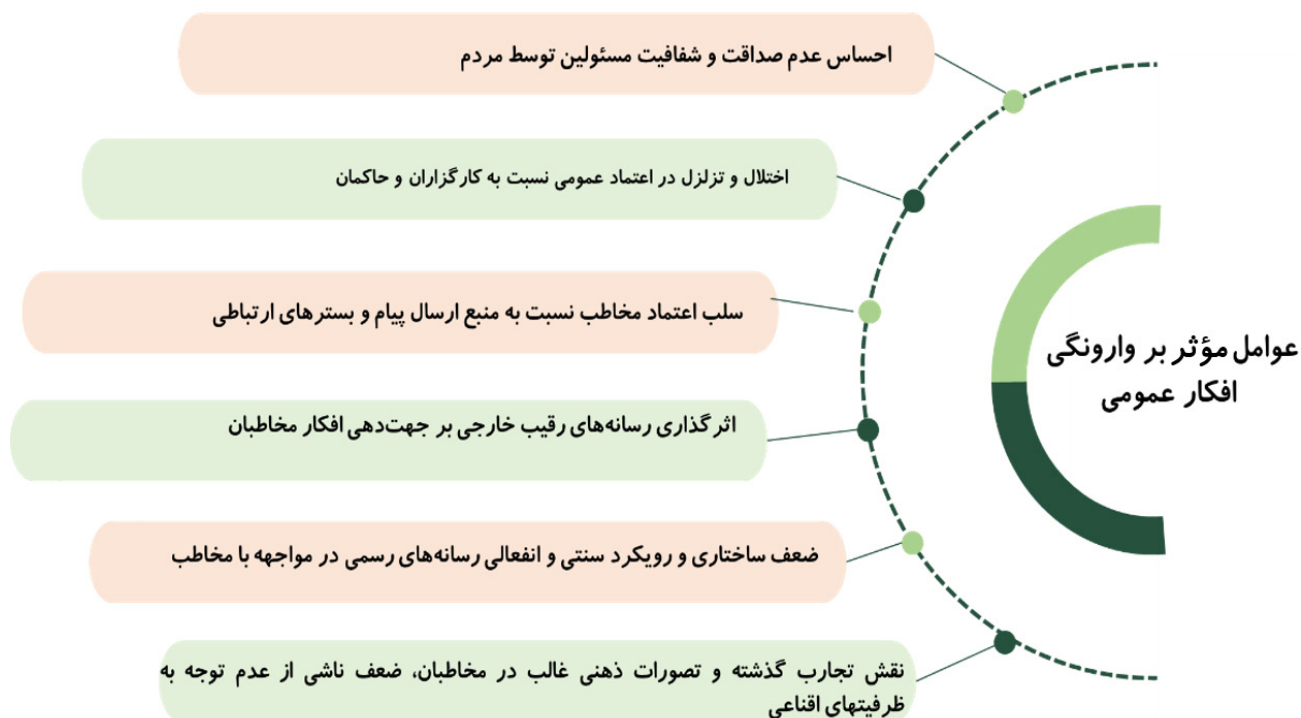 عوامل مؤثر بر وارونگی
افکار عمومی
احساس عدم صداقت و شفافیت مسئولین توسط مردم
اختلال و تزلزل در اعتماد عمومی نسبت به کارگزاران و حاکمان
سلب اعتماد مخاطب نسبت به منبع ارسال پیام و بسترهای ارتباطی
اثرگذاری رسانه‌های رقیب خارجی بر جهت‌دهی افکار مخاطبان
ضعف ساختاری و رویکرد سنتی و انفعالی رسانه‌های رسمی در مواجهه با مخاطب
نقش تجارب گذشته و تصورات ذهنی غالب در مخاطبان، ضعف ناشی از عدم توجه به
ظرفیتهای اقناعی